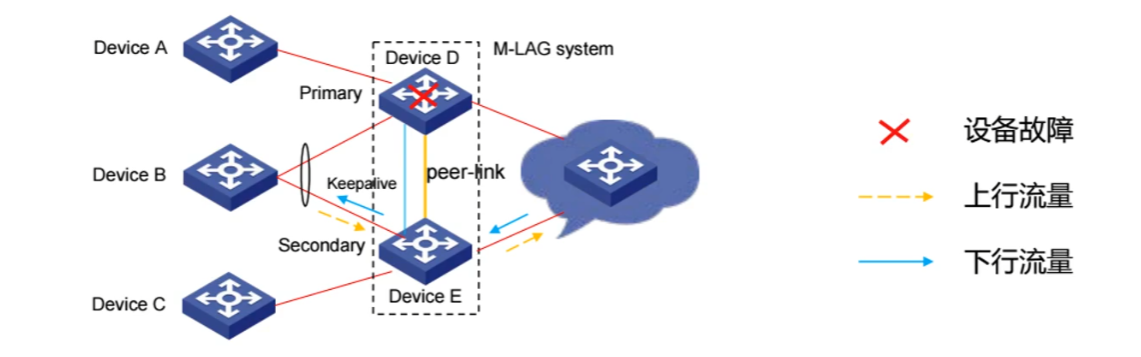 Device A
Device D
M-LAG system
Primary
设备故障
Device B
peer-link
Keepalive
上行流量
Secondary
下行流量
Device E
Device C